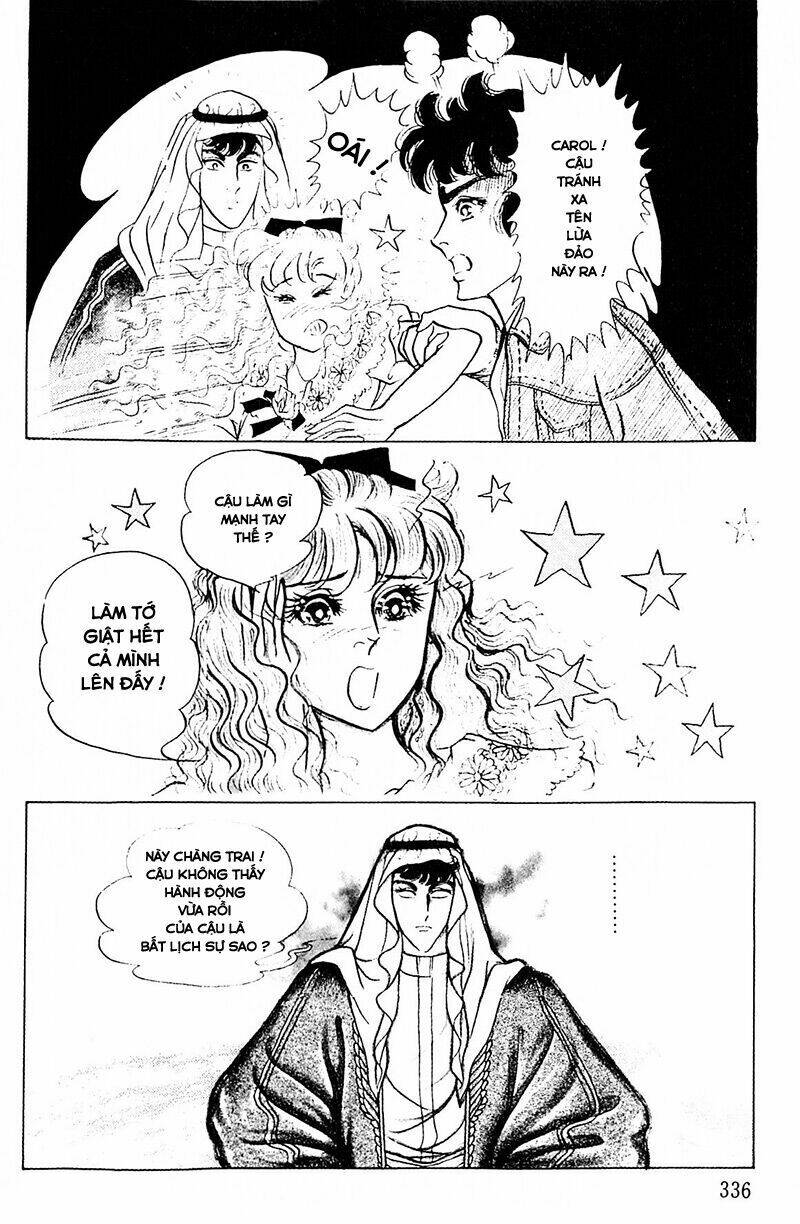 OÁI !
CAROL !
CẬU
TRÁNH
XA
TÊN
LỪA
ĐẢO
NÀY RA !
CẬU LÀM GÌ
MẠNH TAY
THẾ ?
LÀM TỚ
GIẬT HẾT
CẢ MÌNH
LÊN ĐẤY !
NÀY CHÀNG TRAI !
CẬU KHÔNG THẤY
HÀNH ĐỘNG
VỪA RỒI
CỦA CẬU LÀ
BẤT LỊCH SỰ SAO ?
..........
336